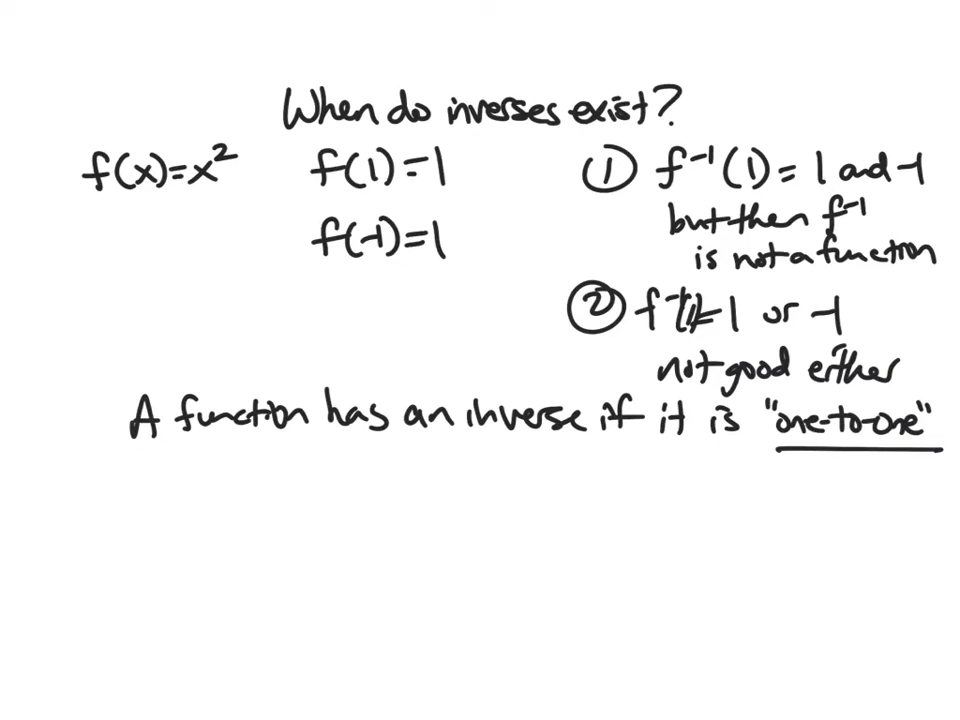 When do inverses exist?
f(x)=x² f(1)=1 ① f⁻¹(1)=1 and -1
f(-1)=1 but then f⁻¹
is not a function
② f⁻¹(1)=1 or -1
not good either
A function has an inverse if it is "one-to-one"